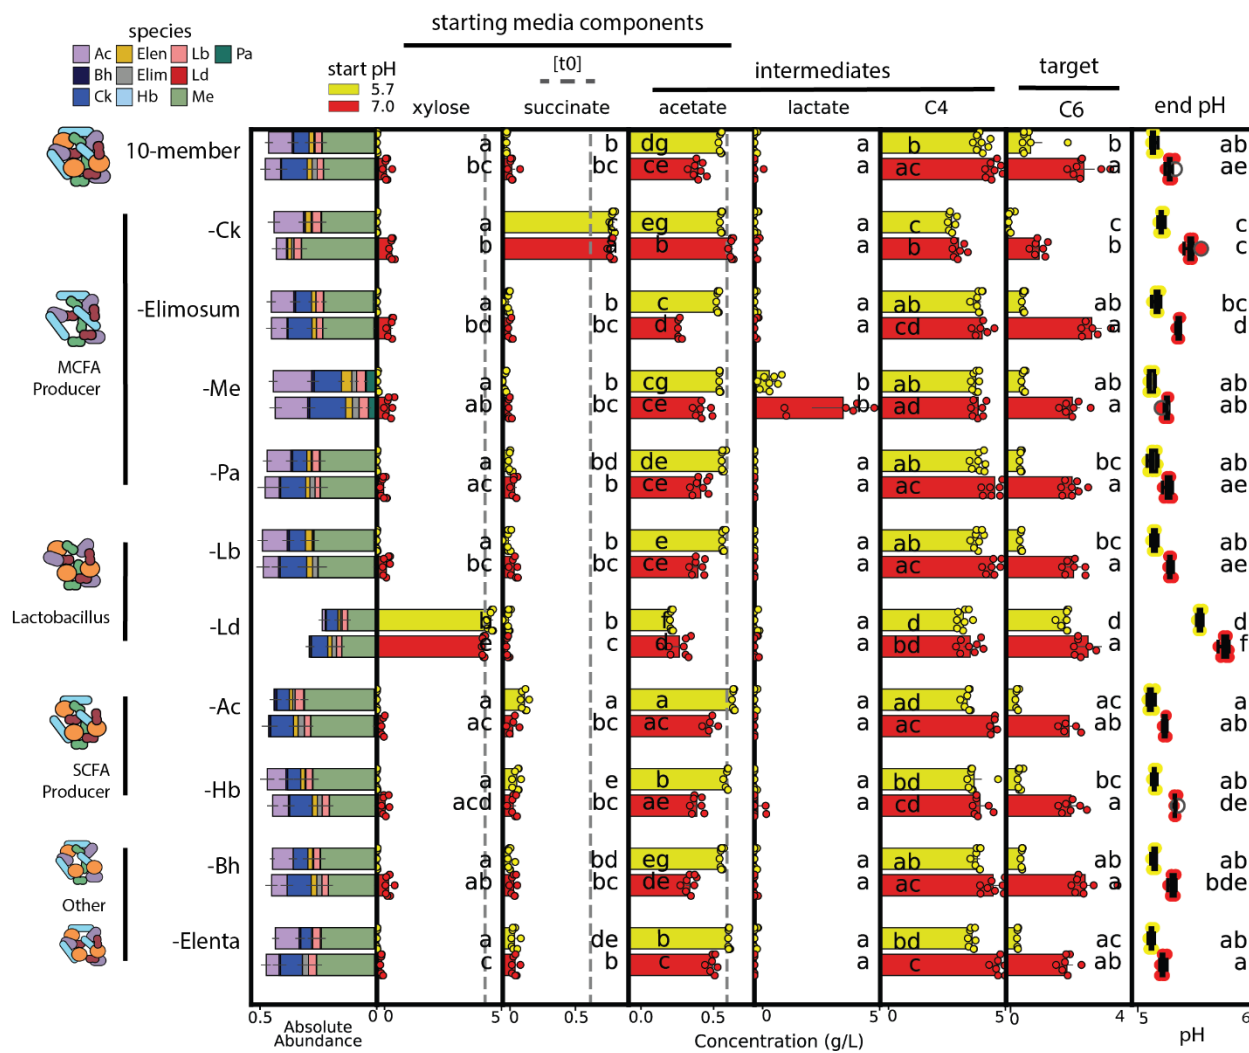 species
Ac Elen Lb Pa
Bh Elim Ld
Ck Hb Me
starting media components
start pH
5.7
7.0
[t0]
intermediates
target
xylose succinate acetate lactate C4 C6 end pH
10-member
a b dg a b b ab
bc bc ce a ac a ae
-Ck
a eg a c c c
b a b a b b c
-Elimosum
a b c a ab ab bc
bd bc d a cd a d
MCFA
Producer
-Me
a b cg b ab ab ab
ab bc ce b ad a ab
-Pa
a bd de a ab bc ab
ac b ce a ac a ae
-Lb
a b e a ab bc ab
bc bc ce a ac a ae
Lactobacillus
-Ld
b b f a d d d
e c d a bd a f
-Ac
a a a a ad ac a
ac bc ac a ac ab ab
SCFA
Producer
-Hb
a e b a bd bc ab
acd bc ae a cd a de
-Bh
a bd eg a ab ab ab
ab bc de a ac a bde
Other
-Elenta
a de b a bd ac ab
c b c a c ab a
0.5 0 0 5 0 0.5 0.0 0.5 0 5 0 0 4 5 6
Absolute
Abundance
Concentration (g/L)
pH